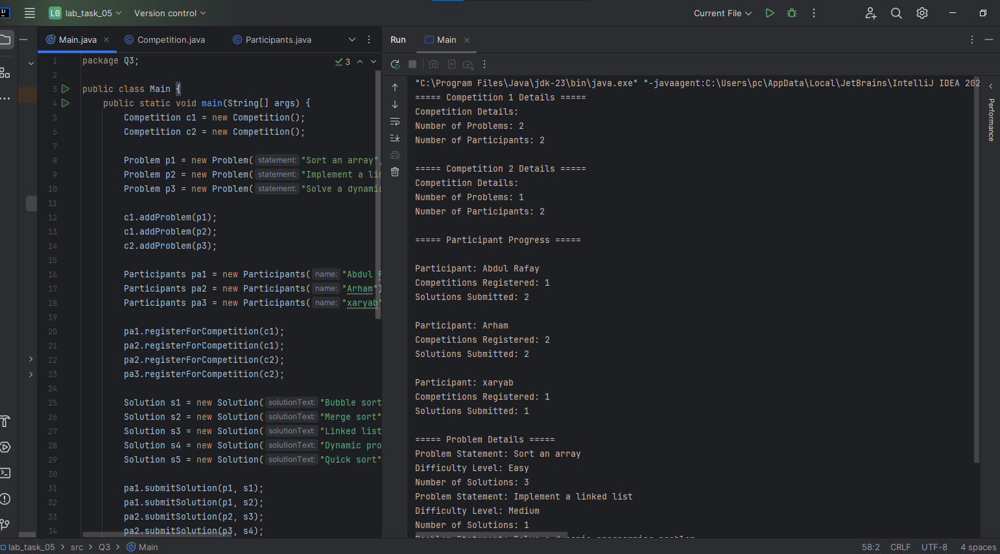 L0 lab_task_05 Version control Current File
Main.java Competition.java Participants.java Run Main
1 package Q3; 3
2
3 public class Main {
4 public static void main(String[] args) {
5 Competition c1 = new Competition();
6 Competition c2 = new Competition();
7
8 Problem p1 = new Problem( statement: "Sort an array",
9 Problem p2 = new Problem( statement: "Implement a li
10 Problem p3 = new Problem( statement: "Solve a dynamic
11
12 c1.addProblem(p1);
13 c1.addProblem(p2);
14 c2.addProblem(p3);
15
16 Participants pa1 = new Participants( name: "Abdul
17 Participants pa2 = new Participants( name: "Arham")
18 Participants pa3 = new Participants( name: "xaryab"
19
20 pa1.registerForCompetition(c1);
21 pa2.registerForCompetition(c1);
22 pa2.registerForCompetition(c2);
23 pa3.registerForCompetition(c2);
24
25 Solution s1 = new Solution( solutionText: "Bubble sort
26 Solution s2 = new Solution( solutionText: "Merge sort"
27 Solution s3 = new Solution( solutionText: "Linked list
28 Solution s4 = new Solution( solutionText: "Dynamic pro
29 Solution s5 = new Solution( solutionText: "Quick sort"
30
31 pa1.submitSolution(p1, s1);
32 pa1.submitSolution(p1, s2);
33 pa2.submitSolution(p2, s3);
34 pa2.submitSolution(p3, s4);
"C:\Program Files\Java\jdk-23\bin\java.exe" "-javaagent:C:\Users\pc\AppData\Local\JetBrains\IntelliJ IDEA 202
===== Competition 1 Details =====
Competition Details:
Number of Problems: 2
Number of Participants: 2
===== Competition 2 Details =====
Competition Details:
Number of Problems: 1
Number of Participants: 2
===== Participant Progress =====
Participant: Abdul Rafay
Competitions Registered: 1
Solutions Submitted: 2
Participant: Arham
Competitions Registered: 2
Solutions Submitted: 2
Participant: xaryab
Competitions Registered: 1
Solutions Submitted: 1
===== Problem Details =====
Problem Statement: Sort an array
Difficulty Level: Easy
Number of Solutions: 3
Problem Statement: Implement a linked list
Difficulty Level: Medium
Number of Solutions: 1
Problem Statement: Solve a dynamic programming problem
Performance
lab_task_05 > src > Q3 > Main 58:2 CRLF UTF-8 4 spaces